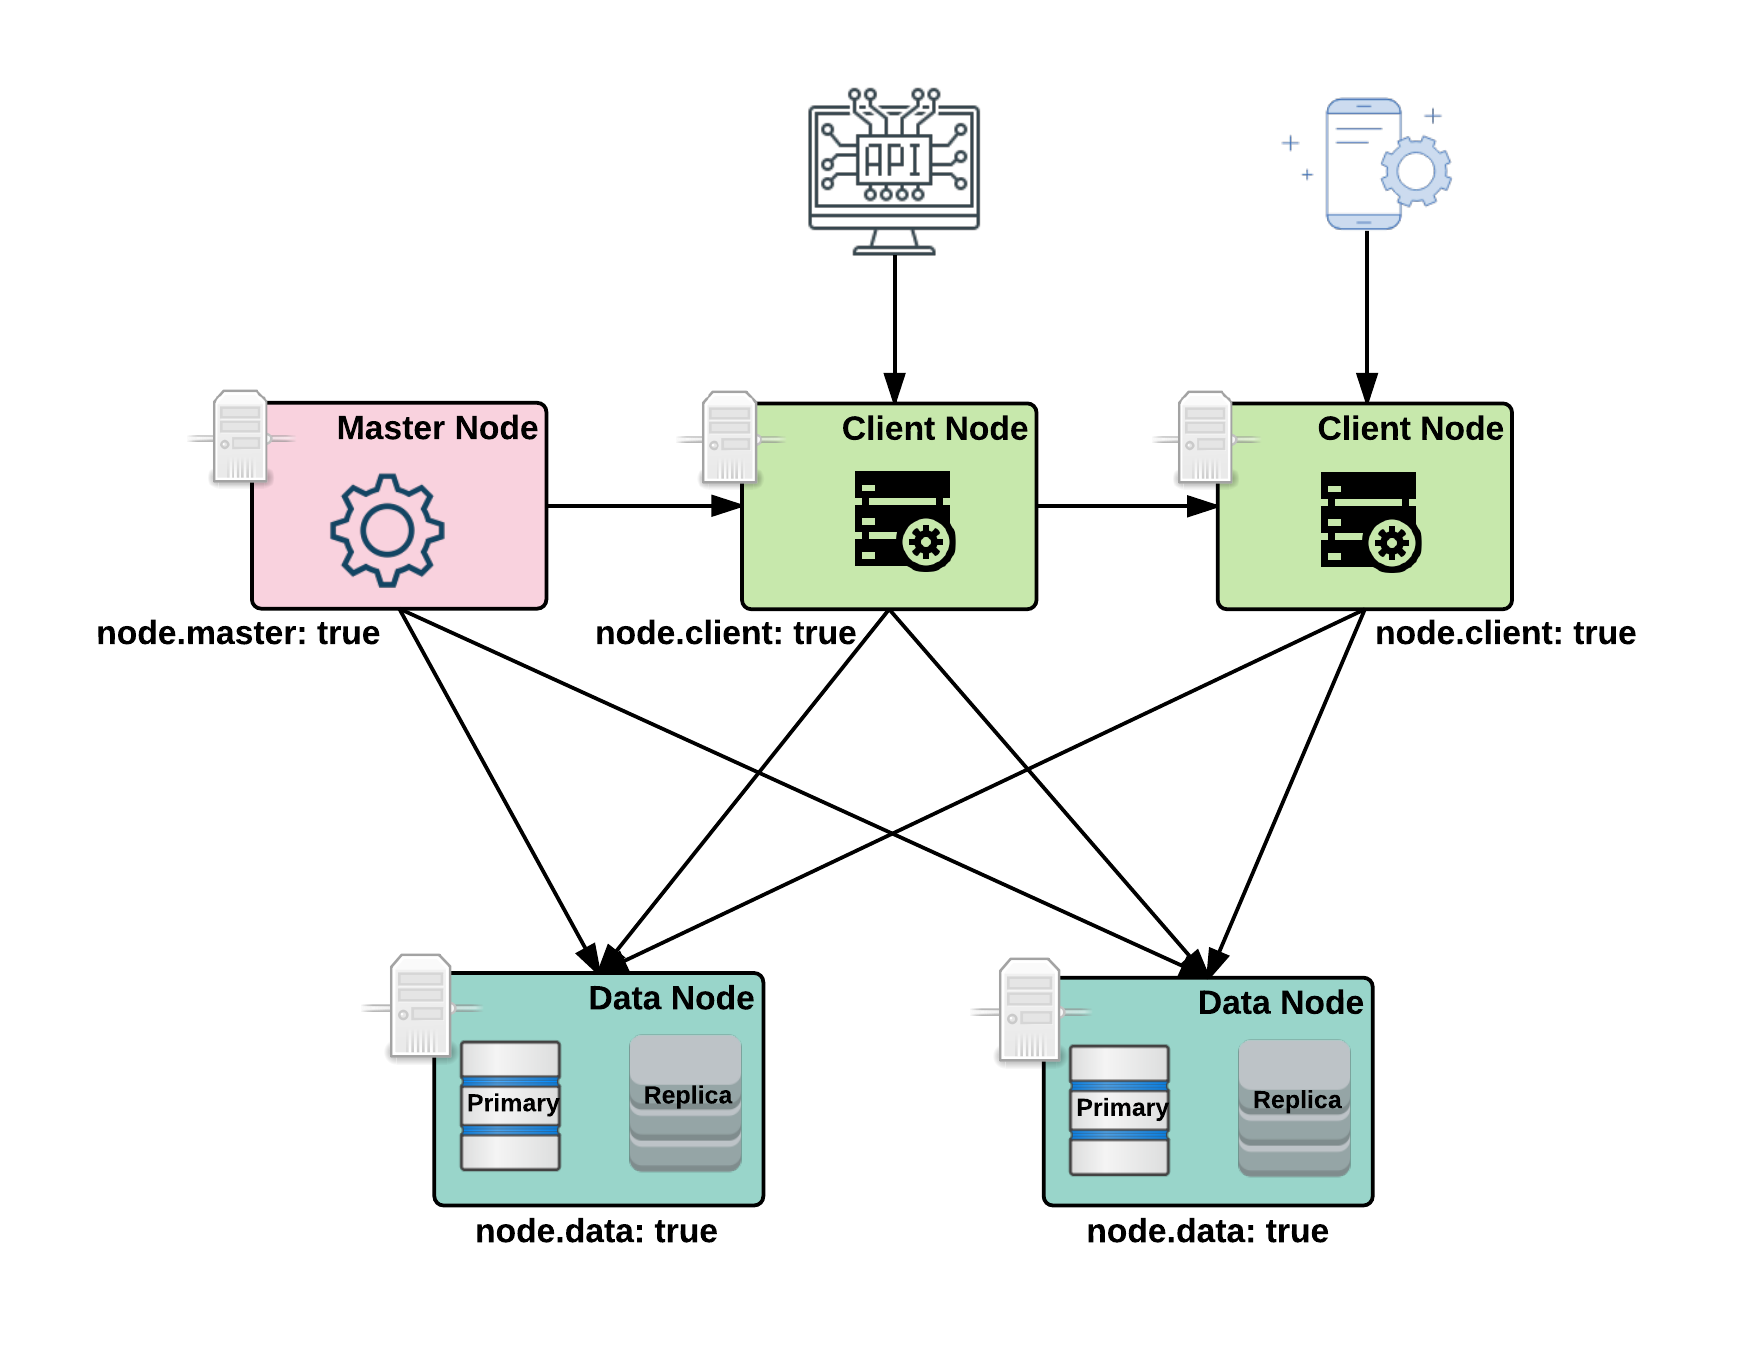 API
Master Node
Client Node
Client Node
node.master: true
node.client: true
node.client: true
Data Node
Primary
Replica
Data Node
Primary
Replica
node.data: true
node.data: true